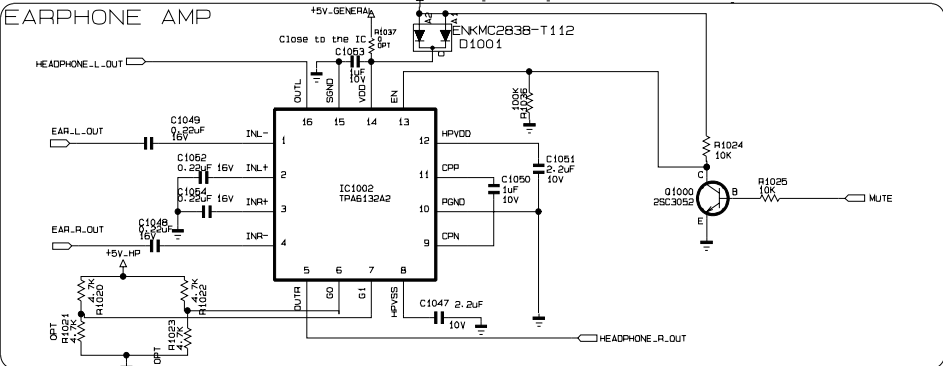 EARPHONE AMP
+5V_GENERAL
A2
A1
ENKMC2838-T112
D1001
Close to the IC
R1037
0
OPT
C1053
1uF
10V
HEADPHONE_L_OUT
OUTL
SGND
VDD
EN
16
15
14
13
100K
R1036
EAR_L_OUT
C1049
0.22uF
16V
INL-
1
12
HPVDD
C1052
0.22uF 16V
INL+
2
11
CPP
C1050
1uF
10V
C1051
2.2uF
10V
C1054
0.22uF 16V
INR+
3
10
PGND
IC1002
TPA6132A2
EAR_R_OUT
C1048
0.22uF
16V
INR-
4
9
CPN
R1024
10K
C
Q1000
2SC3052
B
E
R1025
10K
MUTE
+5V_HP
5
6
7
8
OUTR
G0
G1
HPVSS
4.7K
R1020
4.7K
R1022
OPT
R1021
4.7K
R1023
4.7K
OPT
C1047 2.2uF
10V
HEADPHONE_R_OUT